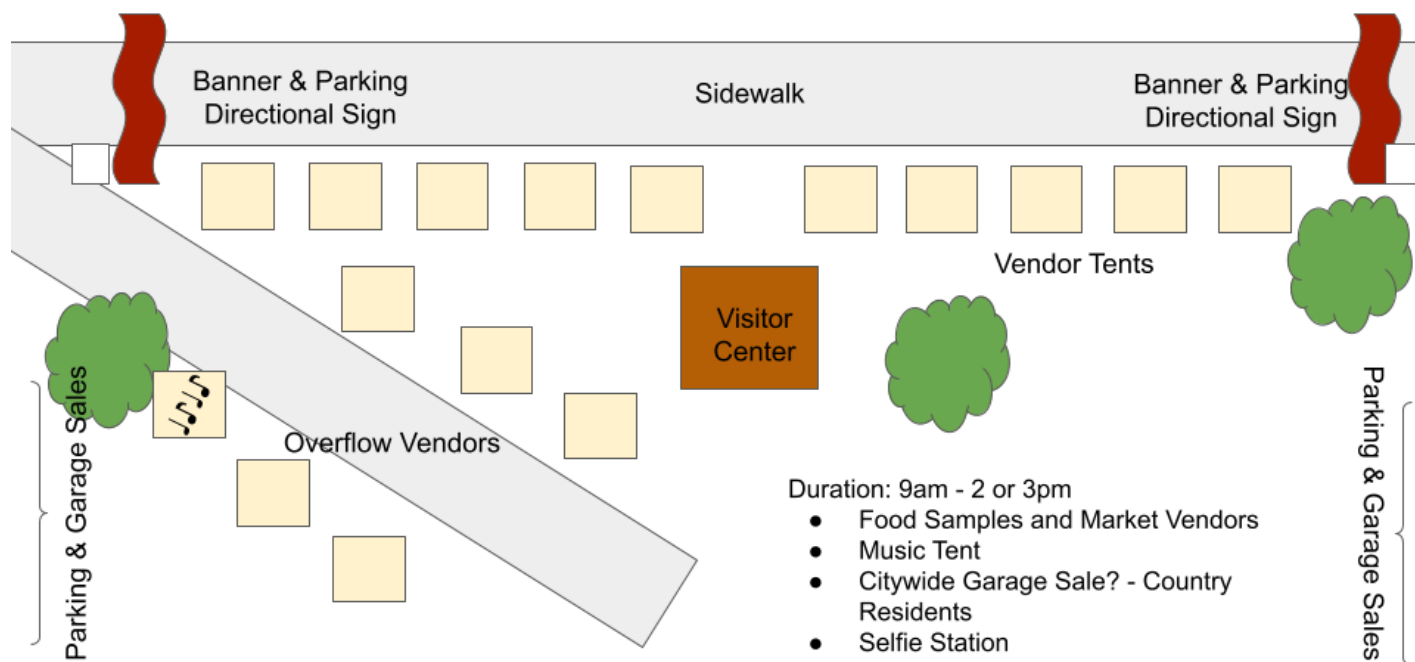 Banner & Parking
Directional Sign
Sidewalk
Banner & Parking
Directional Sign
Vendor Tents
Visitor
Center
Parking & Garage Sales
Overflow Vendors
Parking & Garage Sales
Duration: 9am - 2 or 3pm
● Food Samples and Market Vendors
● Music Tent
● Citywide Garage Sale? - Country
Residents
● Selfie Station